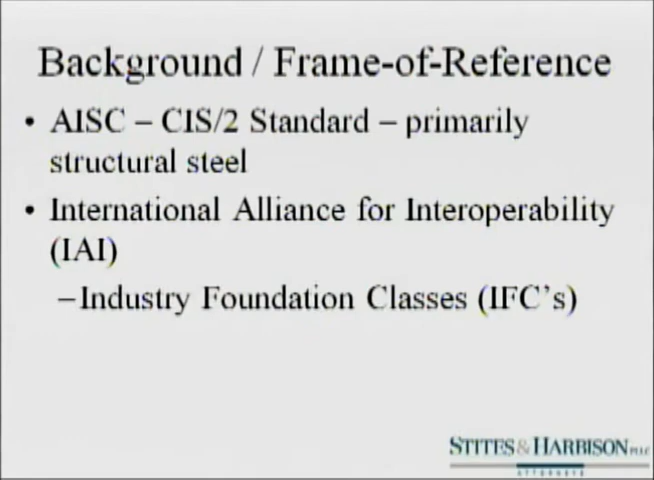 Background / Frame-of-Reference
• AISC – CIS/2 Standard – primarily
structural steel
• International Alliance for Interoperability
(IAI)
–Industry Foundation Classes (IFC's)
STITES & HARBISON PLLC
ATTORNEYS